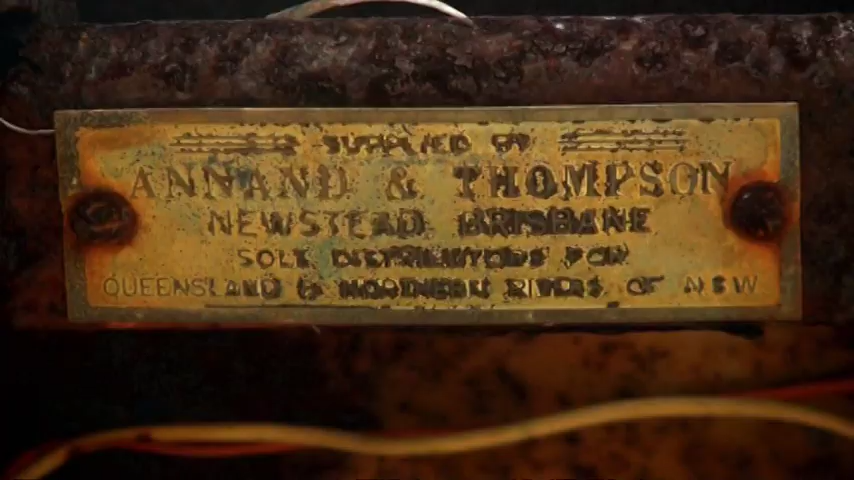 SUPPLIED BY
ANNAND & THOMPSON
NEWSTEAD BRISBANE
SOLE DISTRIBUTORS FOR
QUEENSLAND & NORTHERN RIVERS OF NSW